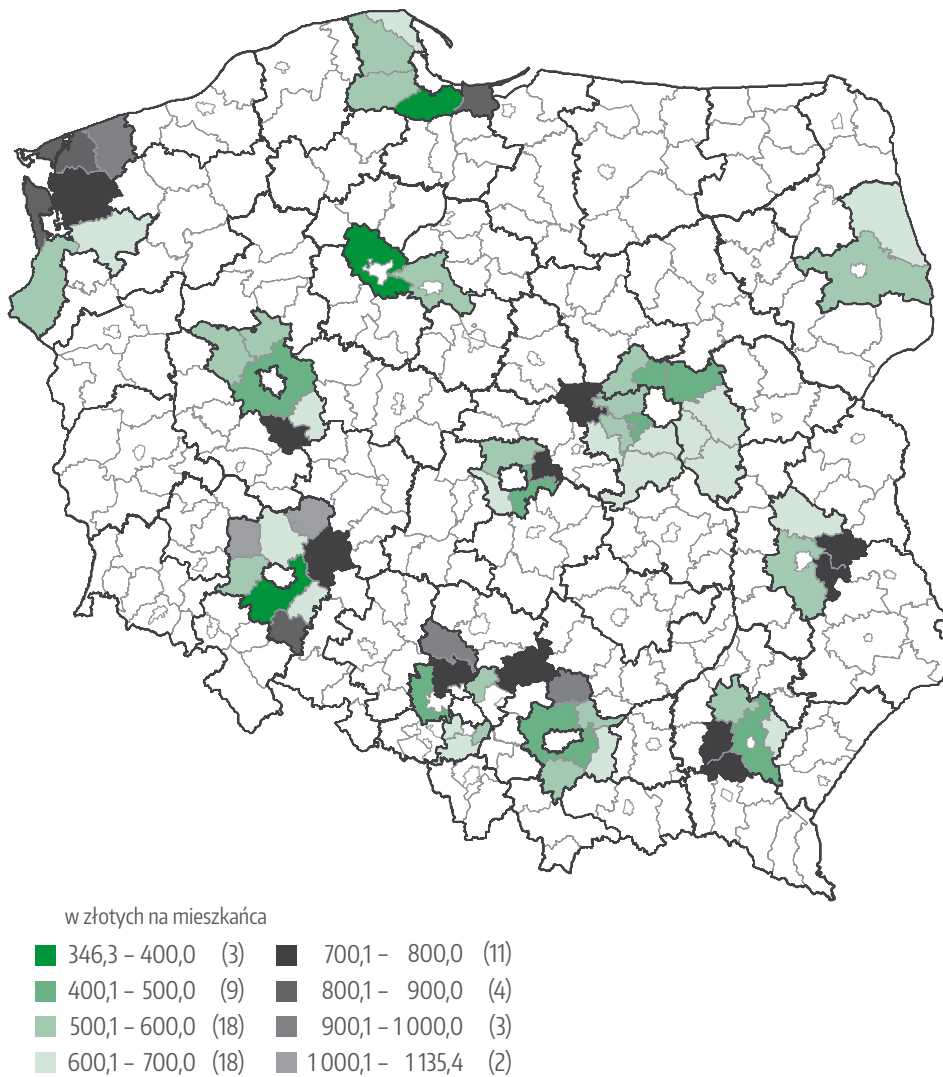 w złotych na mieszkańca
346,3 – 400,0 (3)
400,1 – 500,0 (9)
500,1 – 600,0 (18)
600,1 – 700,0 (18)
700,1 – 800,0 (11)
800,1 – 900,0 (4)
900,1 – 1 000,0 (3)
1 000,1 – 1 135,4 (2)